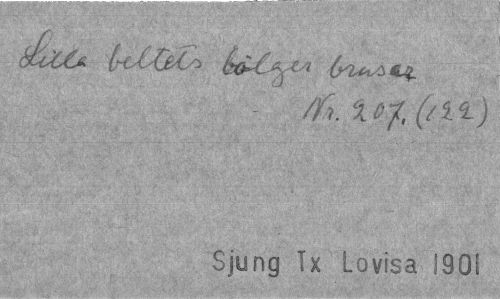 Lilla beltets bölger brusar
Nr. 207. (122)
Sjung Tx Lovisa 1901